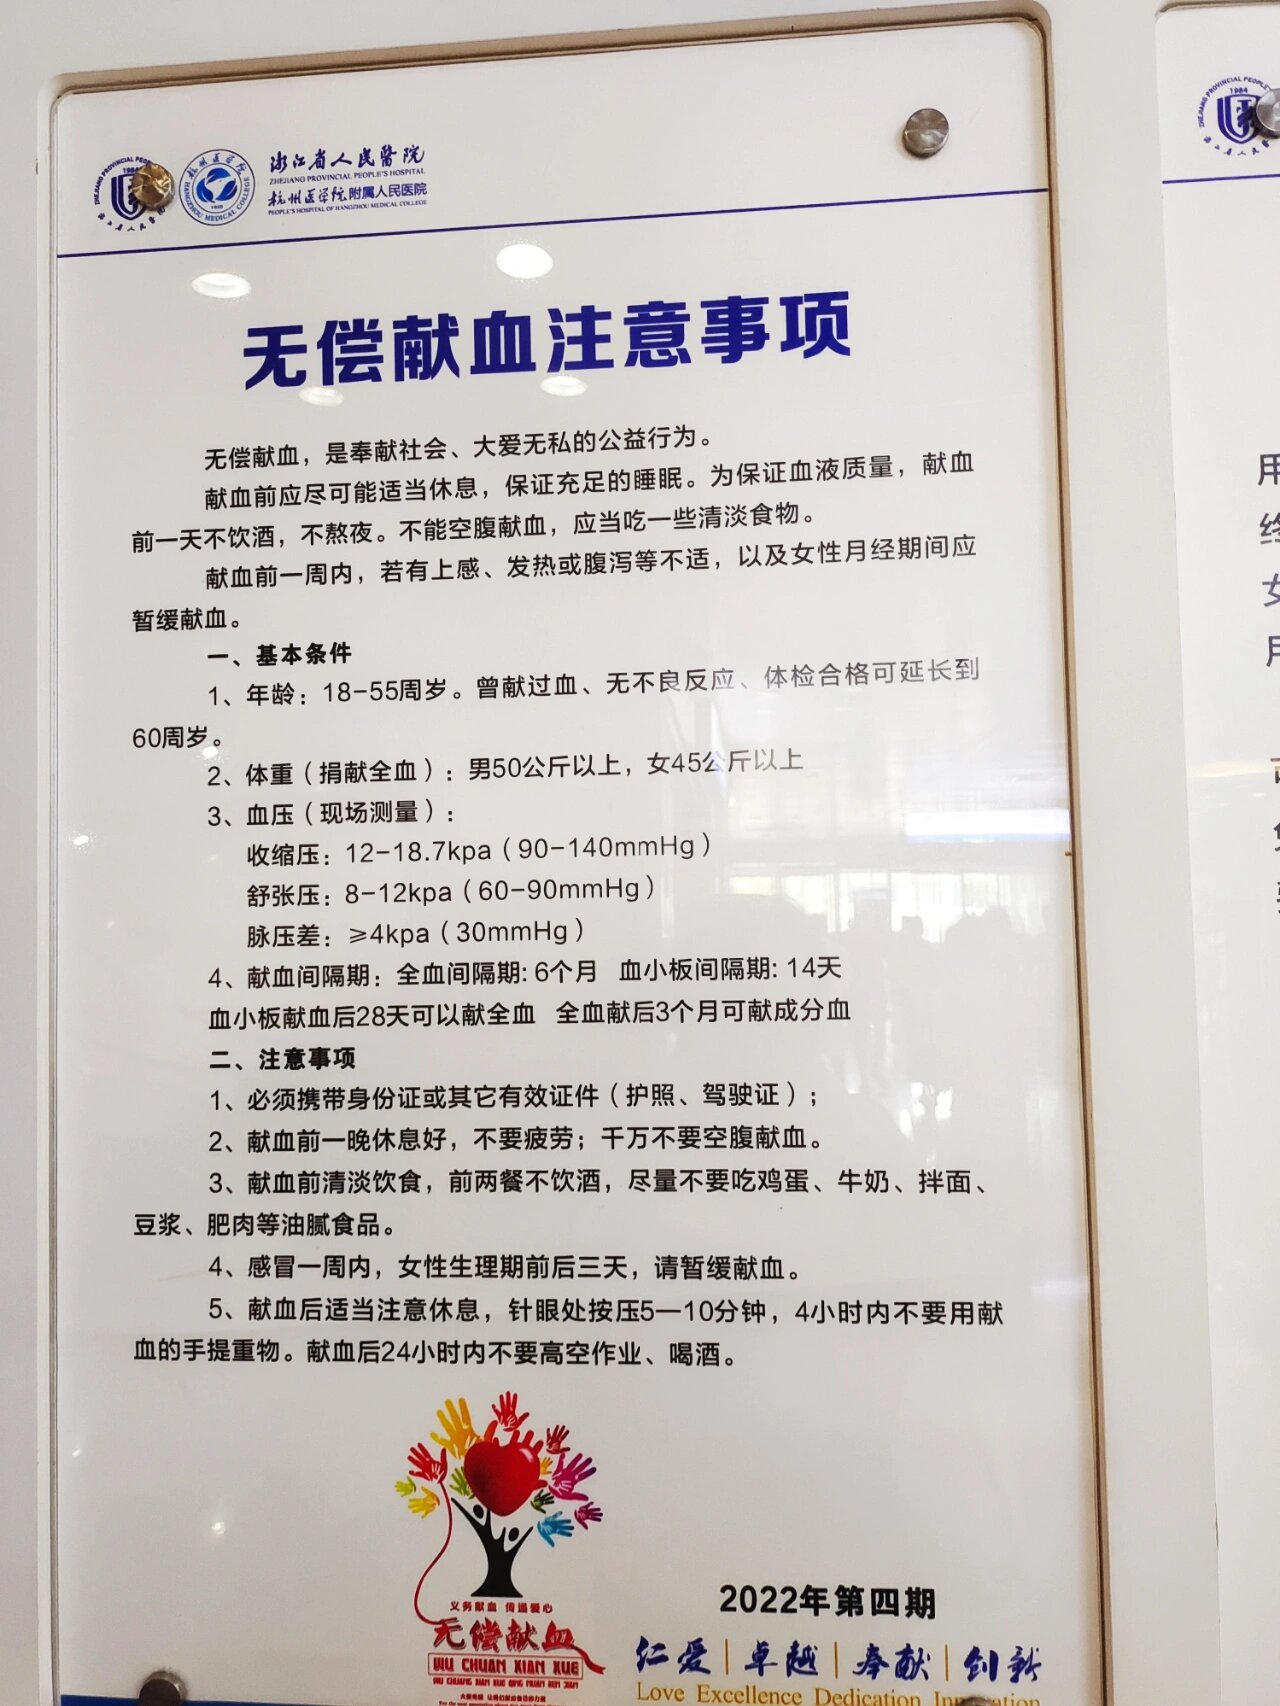 浙江省人民醫院
ZHEJIANG PROVINCIAL PEOPLE'S HOSPITAL
杭州医学院附属人民医院
PEOPLE'S HOSPITAL OF HANGZHOU MEDICAL COLLEGE
杭州医学院
HANGZHOU MEDICAL COLLEGE
1984
无偿献血注意事项
无偿献血，是奉献社会、大爱无私的公益行为。
献血前应尽可能适当休息，保证充足的睡眠。为保证血液质量，献血
前一天不饮酒，不熬夜。不能空腹献血，应当吃一些清淡食物。
献血前一周内，若有上感、发热或腹泻等不适，以及女性月经期间应
暂缓献血。
一、基本条件
1、年龄：18-55周岁。曾献过血、无不良反应、体检合格可延长到
60周岁。
2、体重（捐献全血）：男50公斤以上，女45公斤以上
3、血压（现场测量）：
收缩压：12-18.7kpa（90-140mmHg）
舒张压：8-12kpa（60-90mmHg）
脉压差：≥4kpa（30mmHg）
4、献血间隔期：全血间隔期: 6个月 血小板间隔期: 14天
血小板献血后28天可以献全血 全血献后3个月可献成分血
二、注意事项
1、必须携带身份证或其它有效证件（护照、驾驶证）；
2、献血前一晚休息好，不要疲劳；千万不要空腹献血。
3、献血前清淡饮食，前两餐不饮酒，尽量不要吃鸡蛋、牛奶、拌面、
豆浆、肥肉等油腻食品。
4、感冒一周内，女性生理期前后三天，请暂缓献血。
5、献血后适当注意休息，针眼处按压5—10分钟，4小时内不要用献
血的手提重物。献血后24小时内不要高空作业、喝酒。
义务献血 传递爱心
无偿献血
WU CHUAN XIAN XUE
2022年第四期
仁爱 | 卓越 | 奉献 | 创新
Love Excellence Dedication Innovation
ZHEJIANG PROVINCIAL PEOPLE'S
1984
用
女